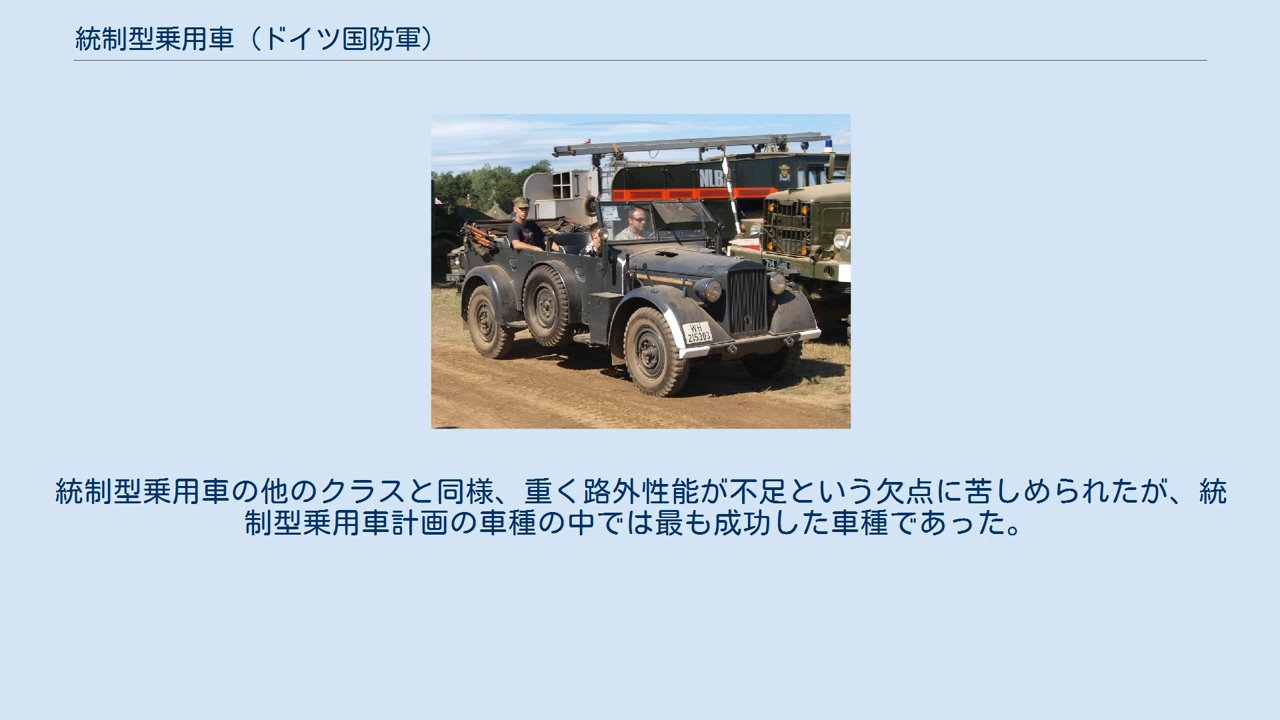 統制型乗用車（ドイツ国防軍）
NLB
WH
215303
統制型乗用車の他のクラスと同様、重く路外性能が不足という欠点に苦しめられたが、統
制型乗用車計画の車種の中では最も成功した車種であった。